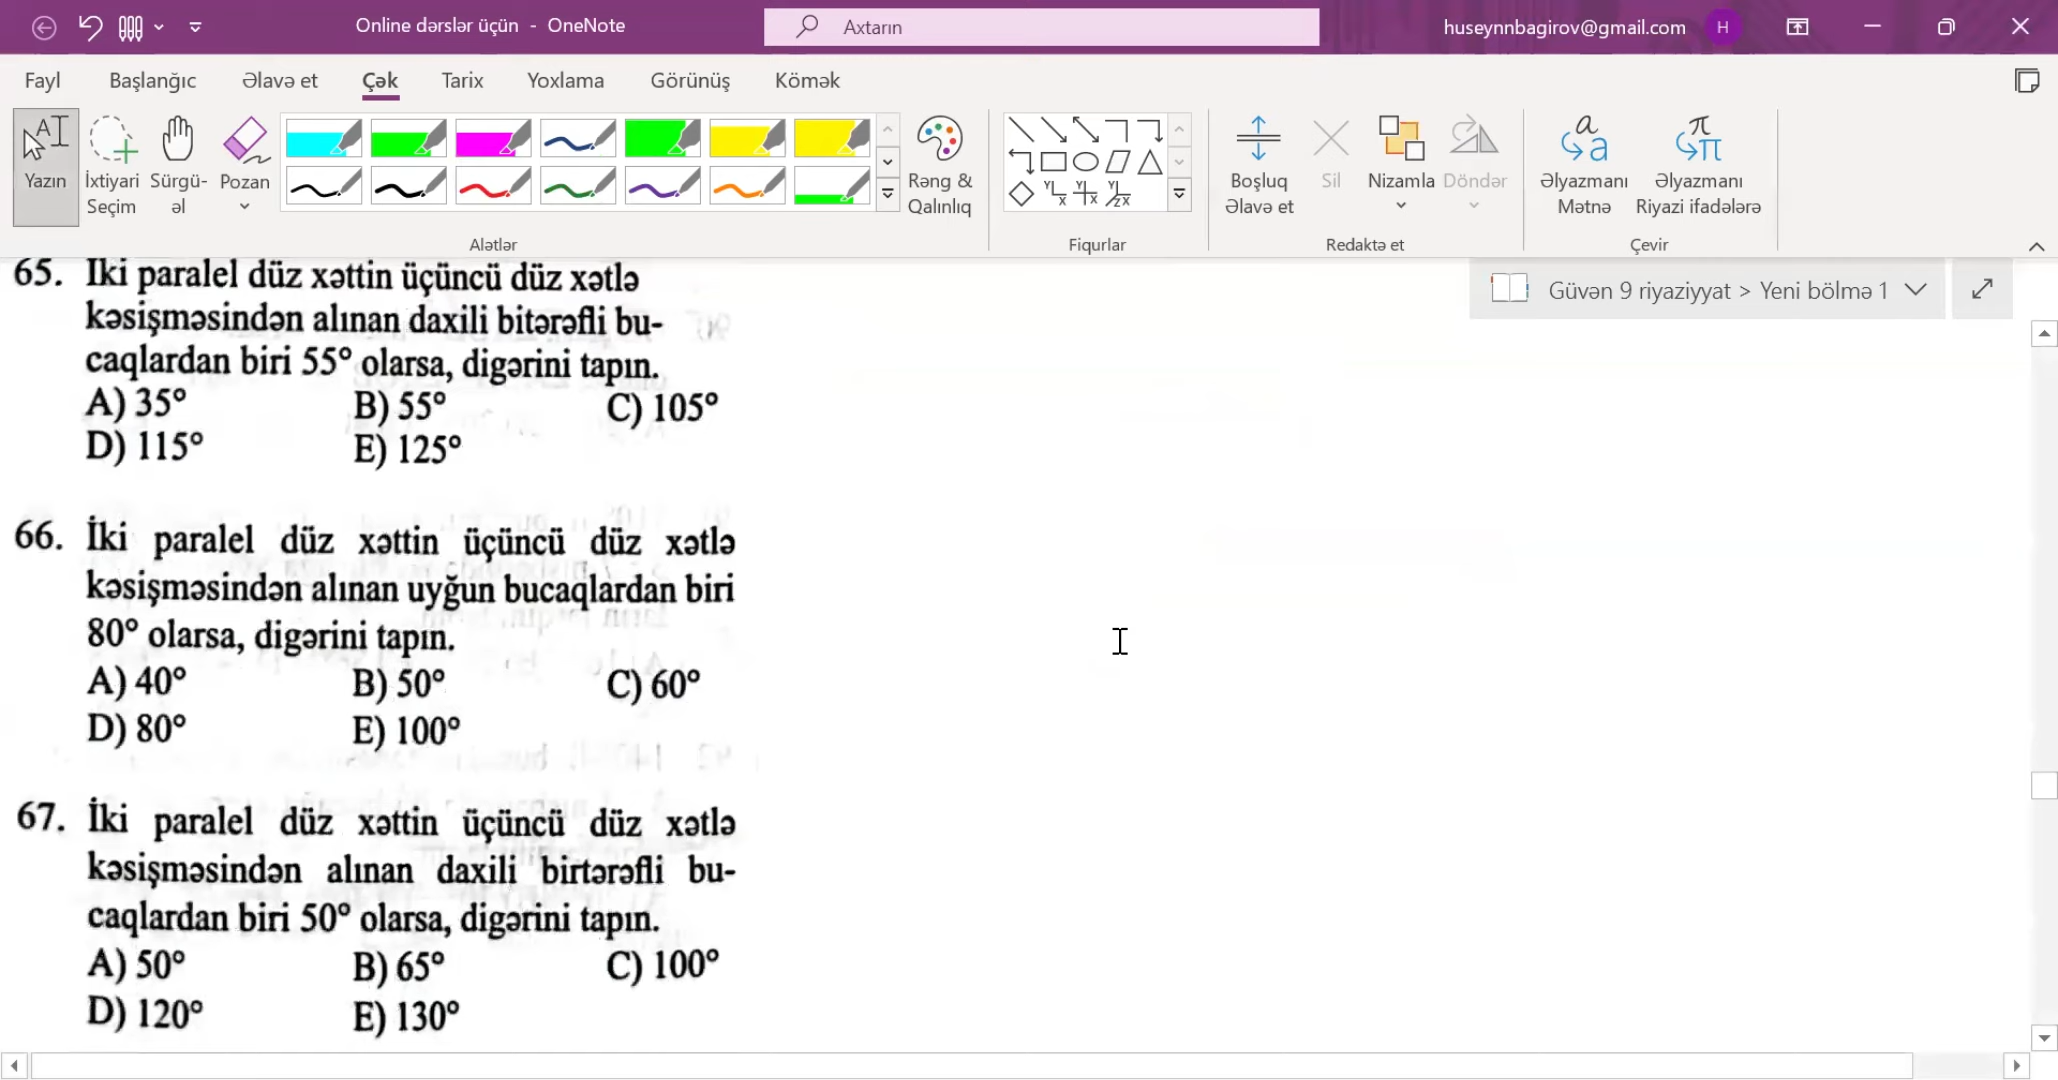 Online dərslər üçün - OneNote
Axtarın
huseynnbagirov@gmail.com
H
Fayl Başlanğıc Əlavə et Çək Tarix Yoxlama Görünüş Kömək
Yazın
İxtiyari Seçim
Sürgü-əl
Pozan
Rəng & Qalınlıq
Boşluq Əlavə et
Sil
Nizamla
Döndər
Əlyazmanı Mətnə
Əlyazmanı Riyazi ifadələrə
Alətlər
Fiqurlar
Redaktə et
Çevir
Güvən 9 riyaziyyat > Yeni bölmə 1
65. İki paralel düz xəttin üçüncü düz xətlə
kəsişməsindən alınan daxili bitərəfli bu-
caqlardan biri 55° olarsa, digərini tapın.
A) 35° B) 55° C) 105°
D) 115° E) 125°
66. İki paralel düz xəttin üçüncü düz xətlə
kəsişməsindən alınan uyğun bucaqlardan biri
80° olarsa, digərini tapın.
A) 40° B) 50° C) 60°
D) 80° E) 100°
67. İki paralel düz xəttin üçüncü düz xətlə
kəsişməsindən alınan daxili birtərəfli bu-
caqlardan biri 50° olarsa, digərini tapın.
A) 50° B) 65° C) 100°
D) 120° E) 130°